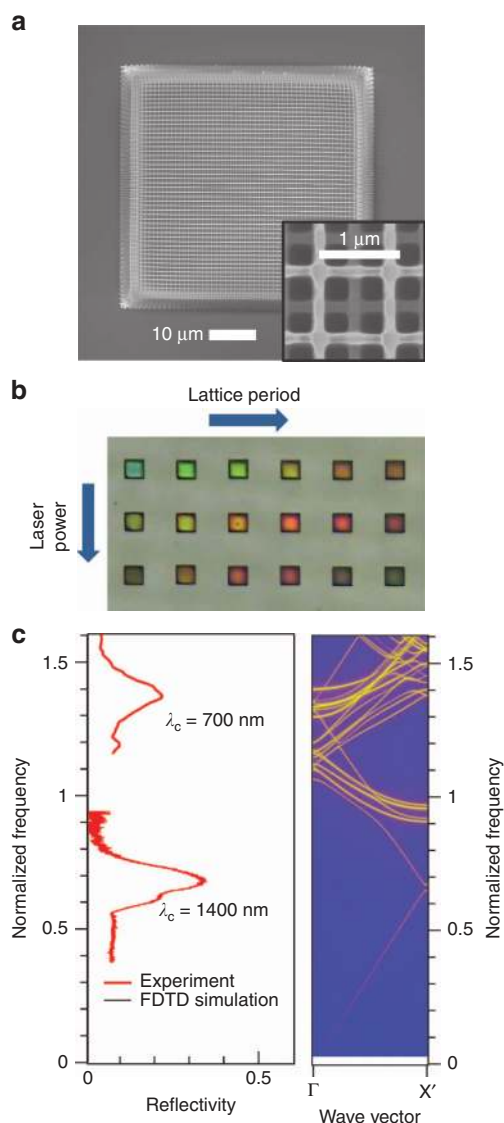 a
1 μm
10 μm
b
Lattice period
Laser
power
c
1.5
1
0.5
0
Normalized frequency
λc = 700 nm
λc = 1400 nm
Experiment
FDTD simulation
0
0.5
Reflectivity
1.5
1
0.5
0
Normalized frequency
Γ
X′
Wave vector